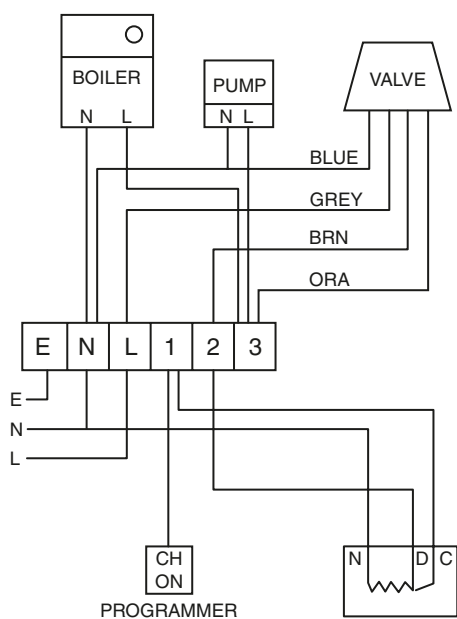 BOILER
N L
PUMP
N L
VALVE
BLUE
GREY
BRN
ORA
E N L 1 2 3
E
N
L
CH
ON
PROGRAMMER
N D C